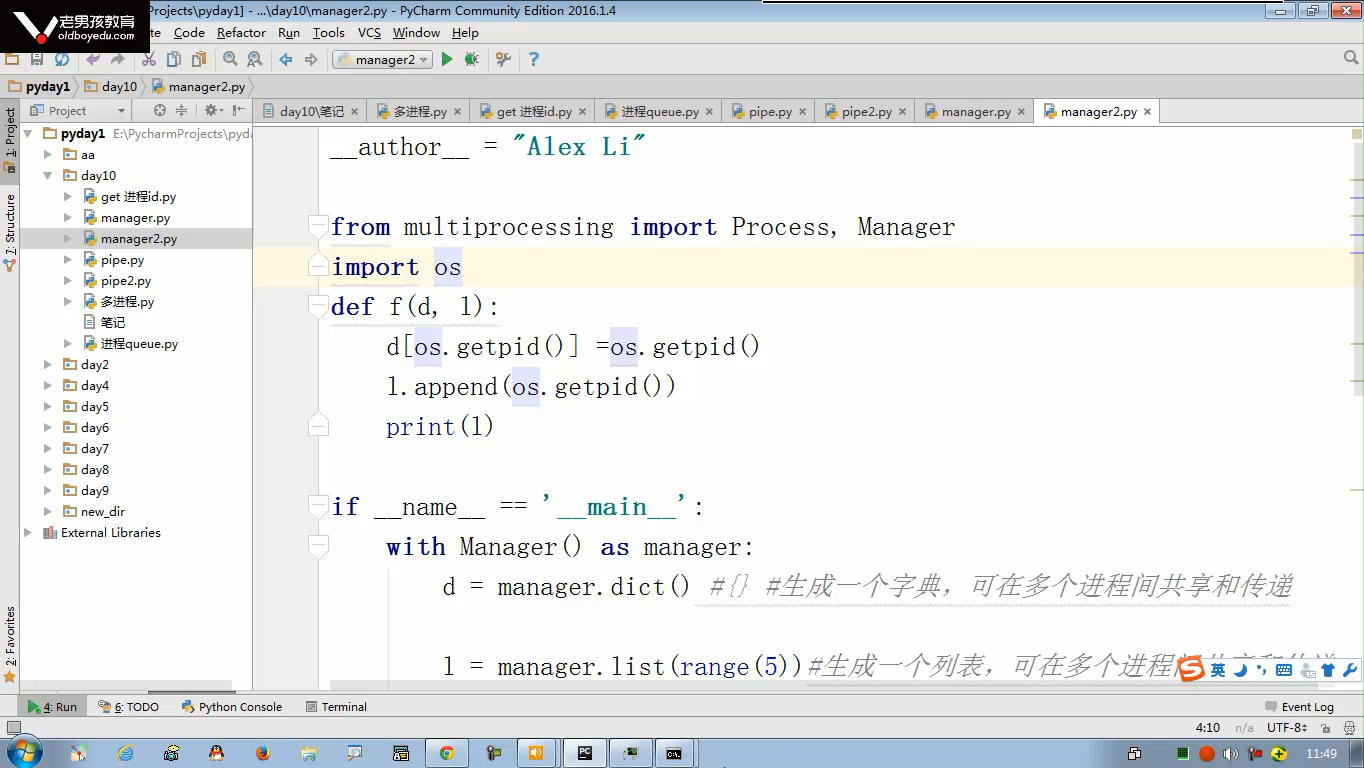 老男孩教育
oldboyedu.com
Projects\pyday1] - ...\day10\manager2.py - PyCharm Community Edition 2016.1.4
te Code Refactor Run Tools VCS Window Help
manager2
pyday1 day10 manager2.py
Project
day10\笔记 多进程.py get 进程id.py 进程queue.py pipe.py pipe2.py manager.py manager2.py
1: Project
7: Structure
2: Favorites
pyday1 E:\PycharmProjects\pyda
aa
day10
get 进程id.py
manager.py
manager2.py
pipe.py
pipe2.py
多进程.py
笔记
进程queue.py
day2
day4
day5
day6
day7
day8
day9
new_dir
External Libraries
__author__ = "Alex Li"
from multiprocessing import Process, Manager
import os
def f(d, l):
d[os.getpid()] =os.getpid()
l.append(os.getpid())
print(l)
if __name__ == '__main__':
with Manager() as manager:
d = manager.dict() #{} #生成一个字典，可在多个进程间共享和传递
l = manager.list(range(5))#生成一个列表，可在多个进程
英
4: Run 6: TODO Python Console Terminal Event Log
4:10 n/a UTF-8
11:49